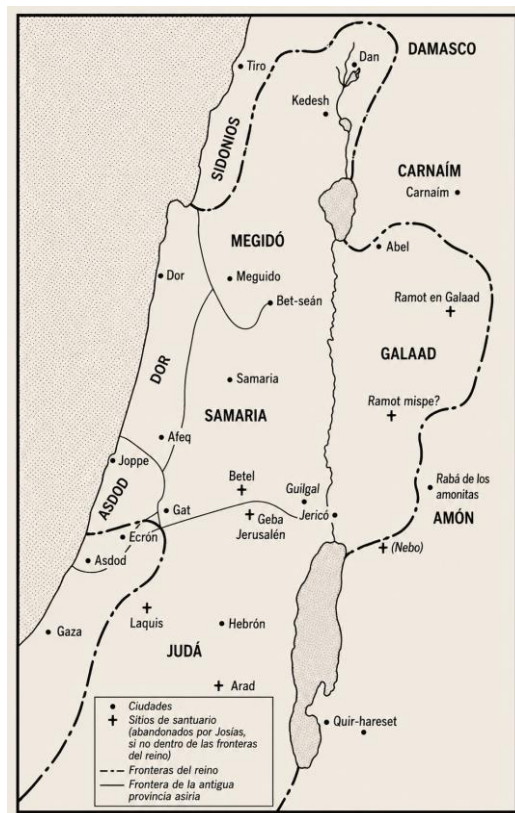 DAMASCO
Tiro
Dan
Kedesh
SIDONIOS
CARNAÍM
Carnaím
MEGIDÓ
Abel
Dor
Meguido
Bet-seán
Ramot en Galaad
DOR
GALAAD
Samaria
SAMARIA
Ramot mispe?
Afeq
Joppe
Betel
Guilgal
Rabá de los
amonitas
ASDOD
Gat
Geba
Jericó
AMÓN
Jerusalén
Ecrón
(Nebo)
Asdod
Laquis
Hebrón
Gaza
JUDÁ
Arad
Ciudades
Sitios de santuario
(abandonados por Josías,
si no dentro de las fronteras
del reino)
Fronteras del reino
Frontera de la antigua
provincia asiria
Quir-hareset